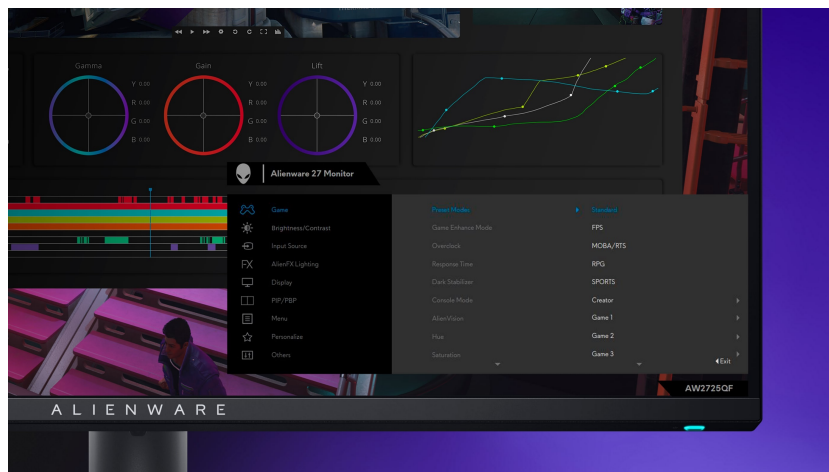 Gamma
Gain
Lift
Y 0.00
Y 0.00
Y 0.00
R 0.00
R 0.00
R 0.00
G 0.00
G 0.00
G 0.00
B 0.00
B 0.00
B 0.00
Alienware 27 Monitor
Game
Preset Modes
Standard
Brightness/Contrast
Game Enhance Mode
FPS
Input Source
Overclock
MOBA/RTS
FX AlienFX Lighting
Response Time
RPG
Display
Dark Stabilizer
SPORTS
PIP/PBP
Console Mode
Creator
Menu
AlienVision
Game 1
Personalize
Hue
Game 2
Others
Saturation
Game 3
Exit
AW2725QF
ALIENWARE